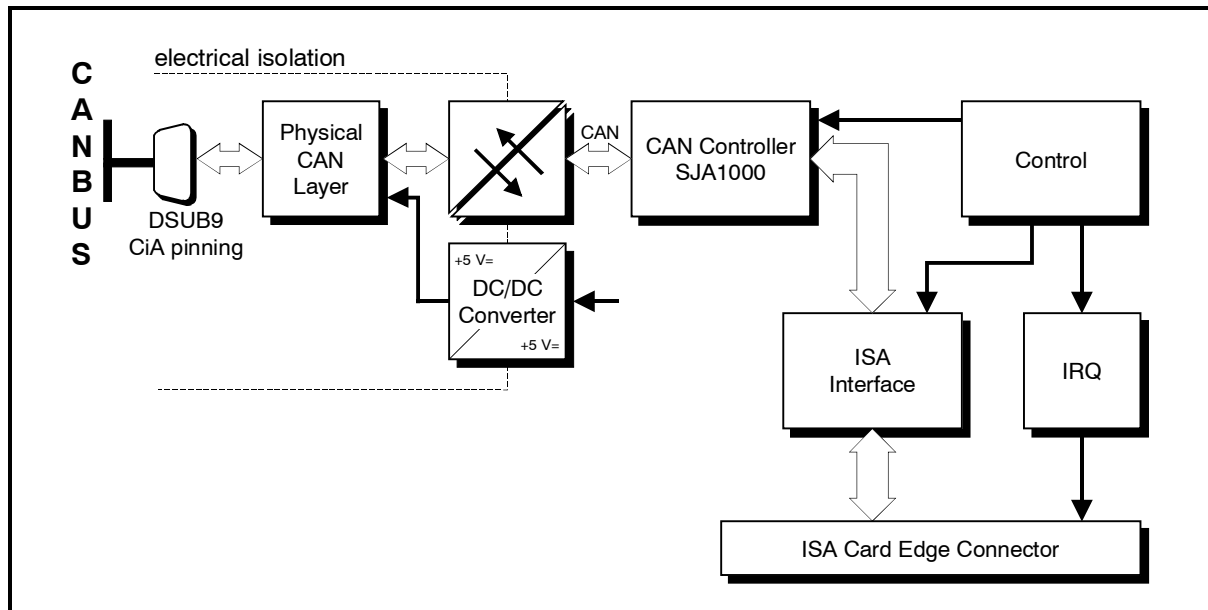 electrical isolation
C
A
N
B
U
S
DSUB9
CiA pinning
Physical
CAN
Layer
CAN
CAN Controller
SJA1000
Control
+5 V=
DC/DC
Converter
+5 V=
ISA
Interface
IRQ
ISA Card Edge Connector